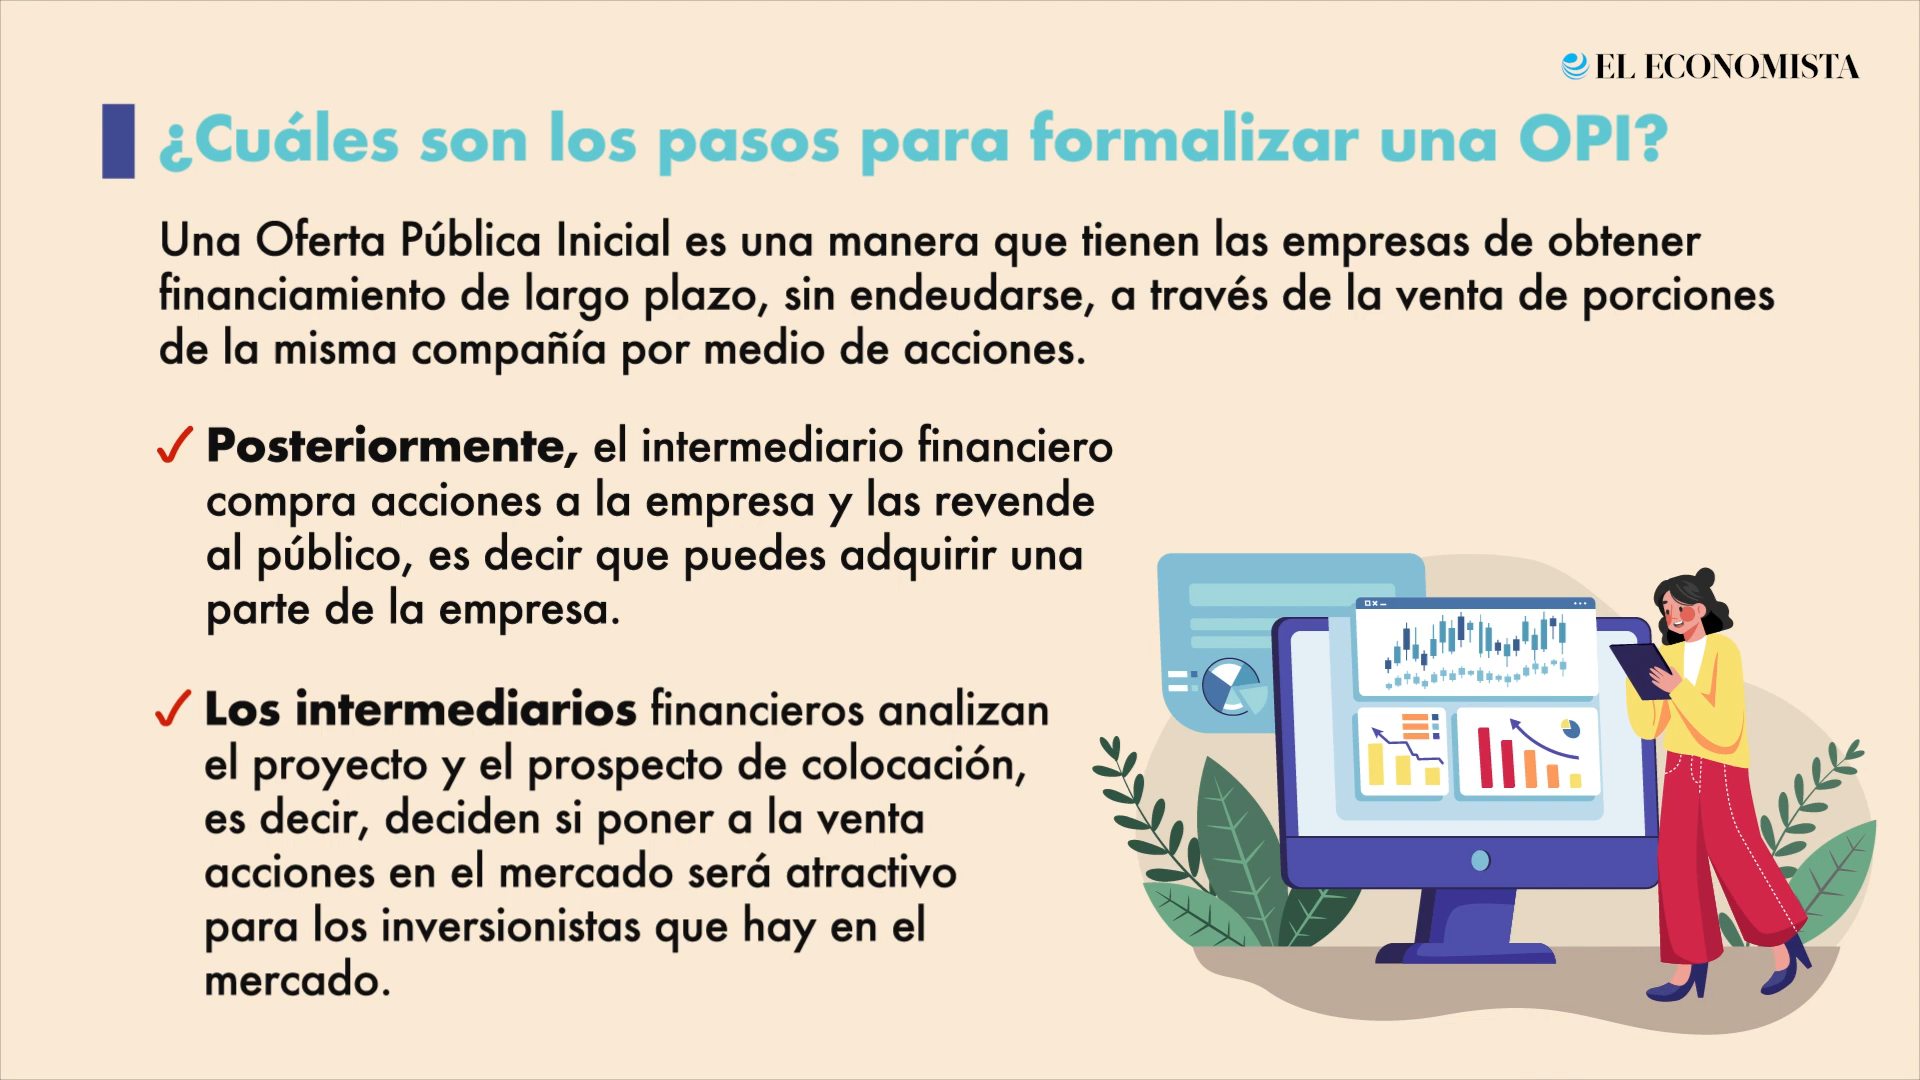 EL ECONOMISTA
¿Cuáles son los pasos para formalizar una OPI?
Una Oferta Pública Inicial es una manera que tienen las empresas de obtener
financiamiento de largo plazo, sin endeudarse, a través de la venta de porciones
de la misma compañía por medio de acciones.
Posteriormente, el intermediario financiero
compra acciones a la empresa y las revende
al público, es decir que puedes adquirir una
parte de la empresa.
Los intermediarios financieros analizan
el proyecto y el prospecto de colocación,
es decir, deciden si poner a la venta
acciones en el mercado será atractivo
para los inversionistas que hay en el
mercado.